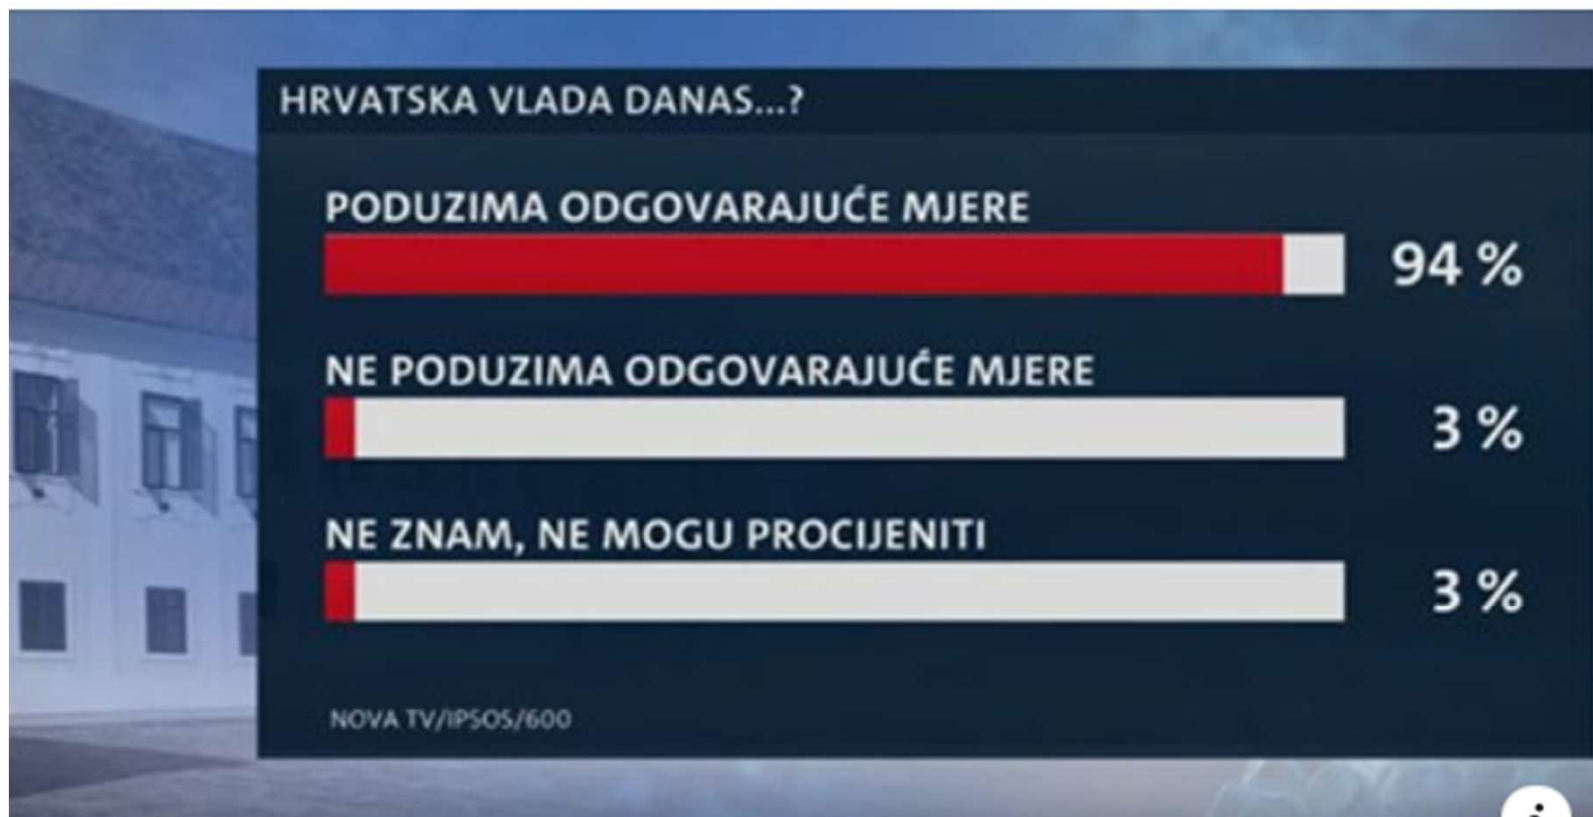 HRVATSKA VLADA DANAS...?
PODUZIMA ODGOVARAJUĆE MJERE
94 %
NE PODUZIMA ODGOVARAJUĆE MJERE
3 %
NE ZNAM, NE MOGU PROCIJENITI
3 %
NOVA TV/IPSOS/600